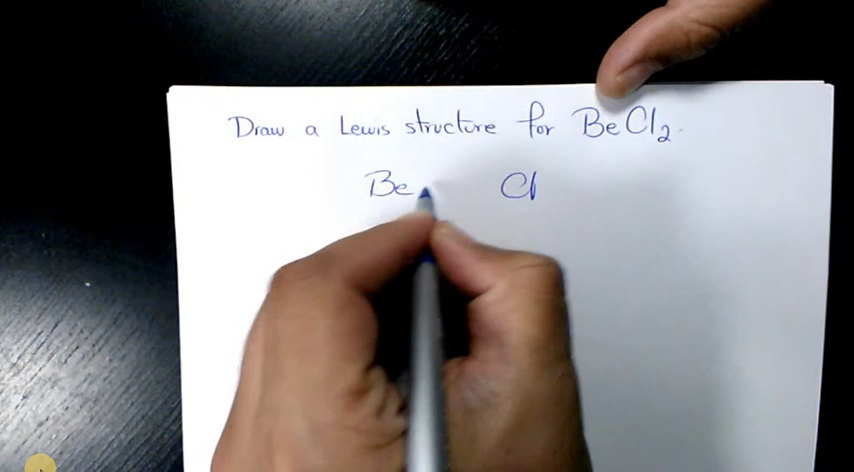 Draw a Lewis structure for BeCl₂.
Be Cl